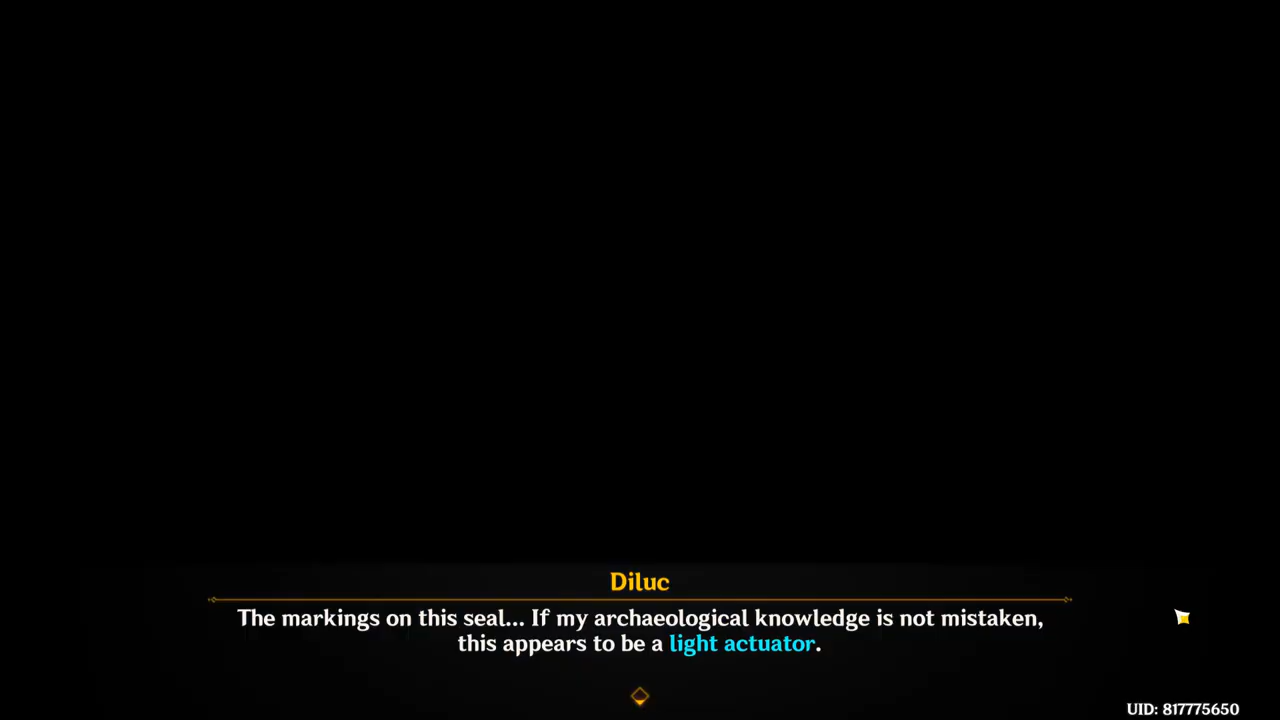 Diluc
The markings on this seal... If my archaeological knowledge is not mistaken,
this appears to be a light actuator.
UID: 817775650